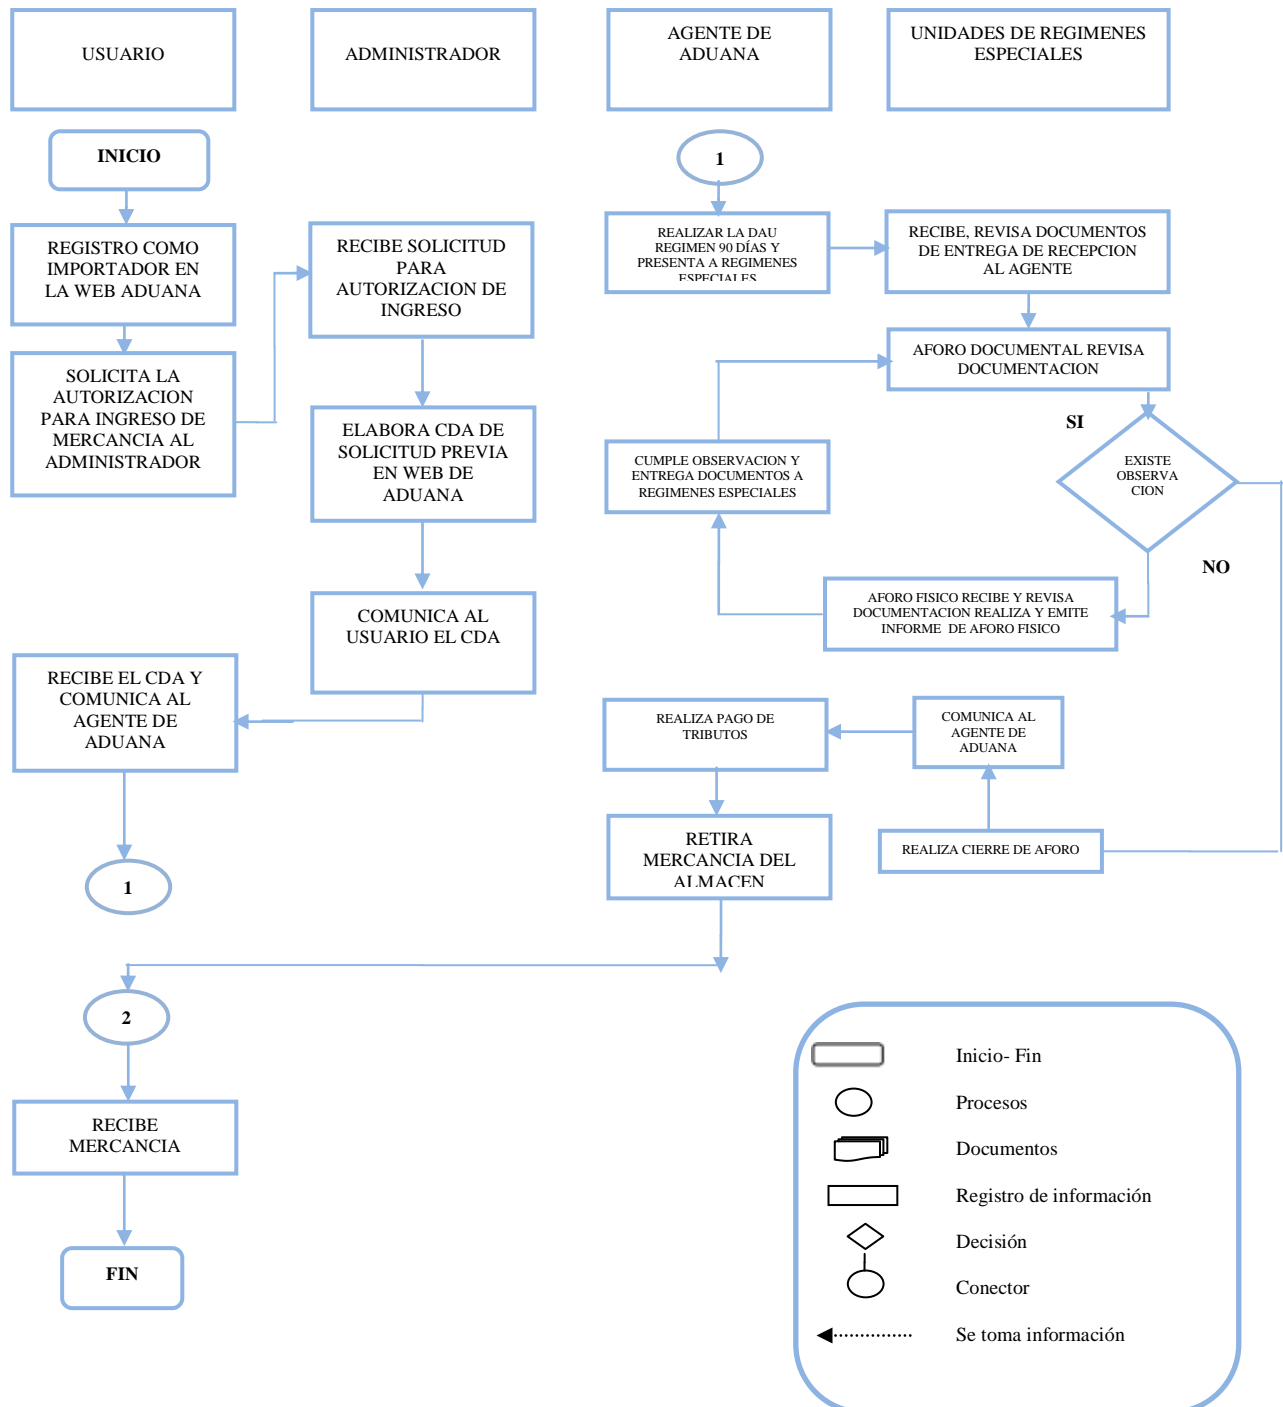 USUARIO
ADMINISTRADOR
AGENTE DE
ADUANA
UNIDADES DE REGIMENES
ESPECIALES
INICIO
REGISTRO COMO
IMPORTADOR EN
LA WEB ADUANA
SOLICITA LA
AUTORIZACION
PARA INGRESO DE
MERCANCIA AL
ADMINISTRADOR
RECIBE SOLICITUD
PARA
AUTORIZACION DE
INGRESO
ELABORA CDA DE
SOLICITUD PREVIA
EN WEB DE
ADUANA
COMUNICA AL
USUARIO EL CDA
RECIBE EL CDA Y
COMUNICA AL
AGENTE DE
ADUANA
1
1
REALIZAR LA DAU
REGIMEN 90 DÍAS Y
PRESENTA A REGIMENES
ESPECIALES
RECIBE, REVISA DOCUMENTOS
DE ENTREGA DE RECEPCION
AL AGENTE
AFORO DOCUMENTAL REVISA
DOCUMENTACION
SI
EXISTE
OBSERVA
CION
NO
CUMPLE OBSERVACION Y
ENTREGA DOCUMENTOS A
REGIMENES ESPECIALES
AFORO FISICO RECIBE Y REVISA
DOCUMENTACION REALIZA Y EMITE
INFORME DE AFORO FISICO
REALIZA PAGO DE
TRIBUTOS
COMUNICA AL
AGENTE DE
ADUANA
REALIZA CIERRE DE AFORO
RETIRA
MERCANCIA DEL
ALMACEN
2
RECIBE
MERCANCIA
FIN
Inicio- Fin
Procesos
Documentos
Registro de información
Decisión
Conector
Se toma información